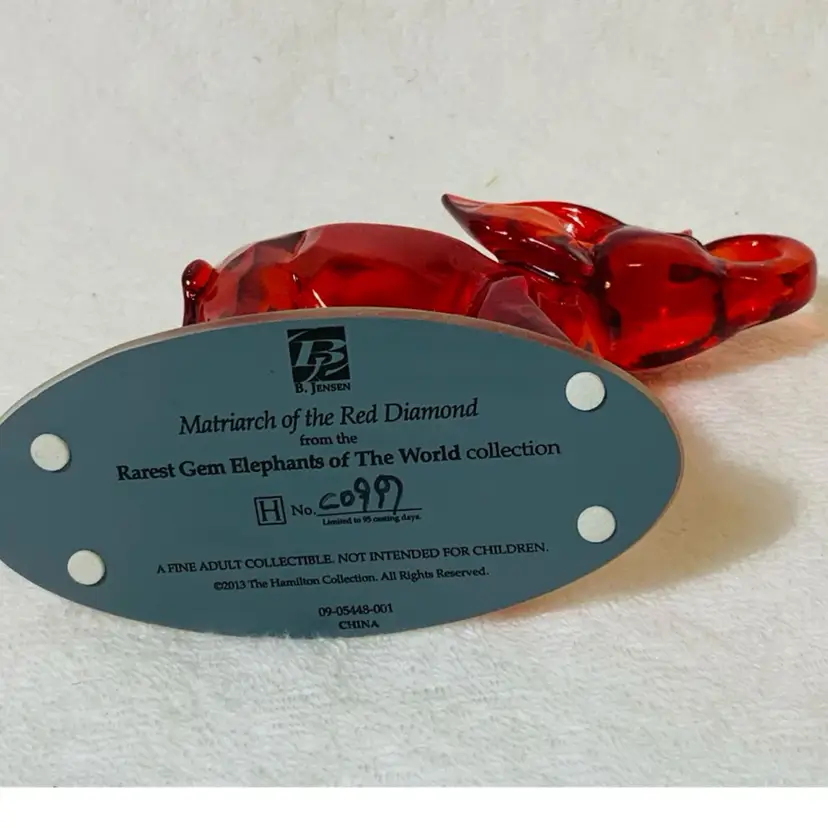 B. JENSEN
Matriarch of the Red Diamond
from the
Rarest Gem Elephants of The World collection
H No. C0997
Limited to 95 casting days.
A FINE ADULT COLLECTIBLE. NOT INTENDED FOR CHILDREN.
©2013 The Hamilton Collection. All Rights Reserved.
09-05448-001
CHINA